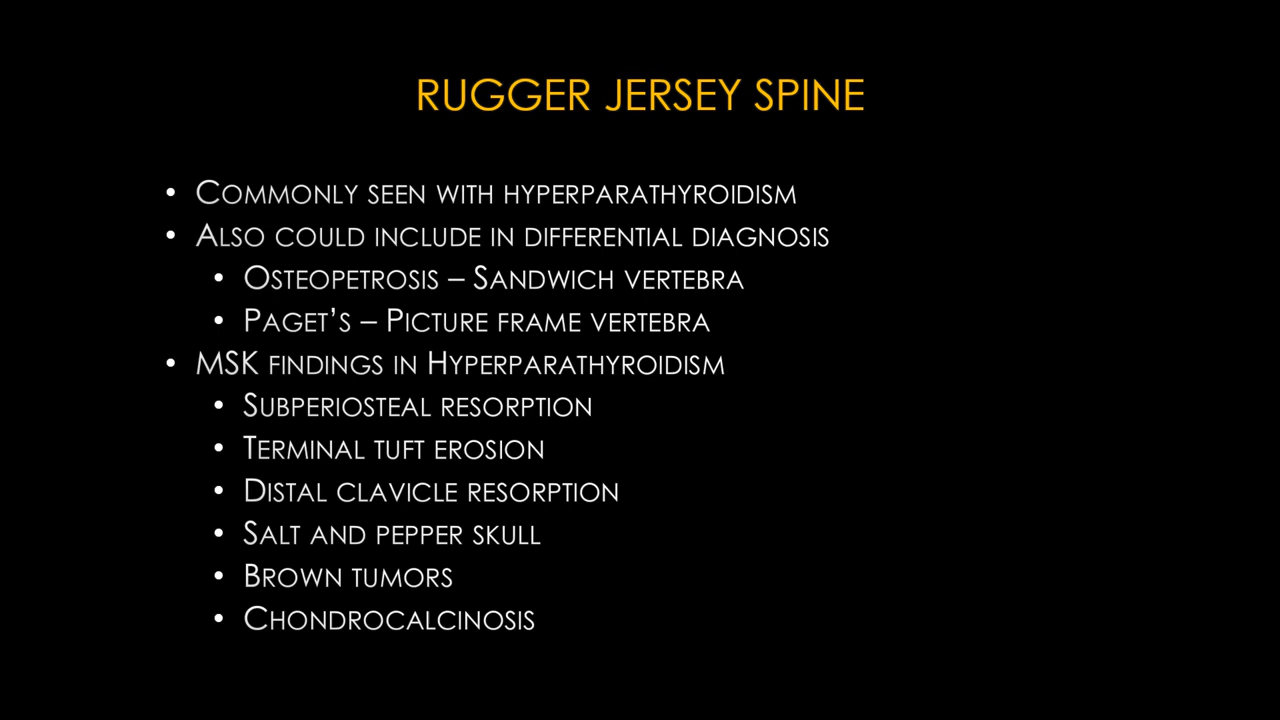 RUGGER JERSEY SPINE
• COMMONLY SEEN WITH HYPERPARATHYROIDISM
• ALSO COULD INCLUDE IN DIFFERENTIAL DIAGNOSIS
• OSTEOPETROSIS – SANDWICH VERTEBRA
• PAGET'S – PICTURE FRAME VERTEBRA
• MSK FINDINGS IN HYPERPARATHYROIDISM
• SUBPERIOSTEAL RESORPTION
• TERMINAL TUFT EROSION
• DISTAL CLAVICLE RESORPTION
• SALT AND PEPPER SKULL
• BROWN TUMORS
• CHONDROCALCINOSIS